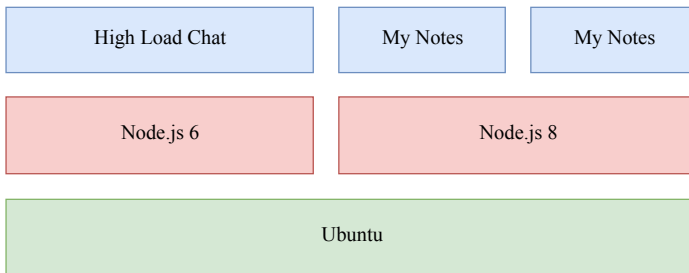 High Load Chat
My Notes
My Notes
Node.js 6
Node.js 8
Ubuntu